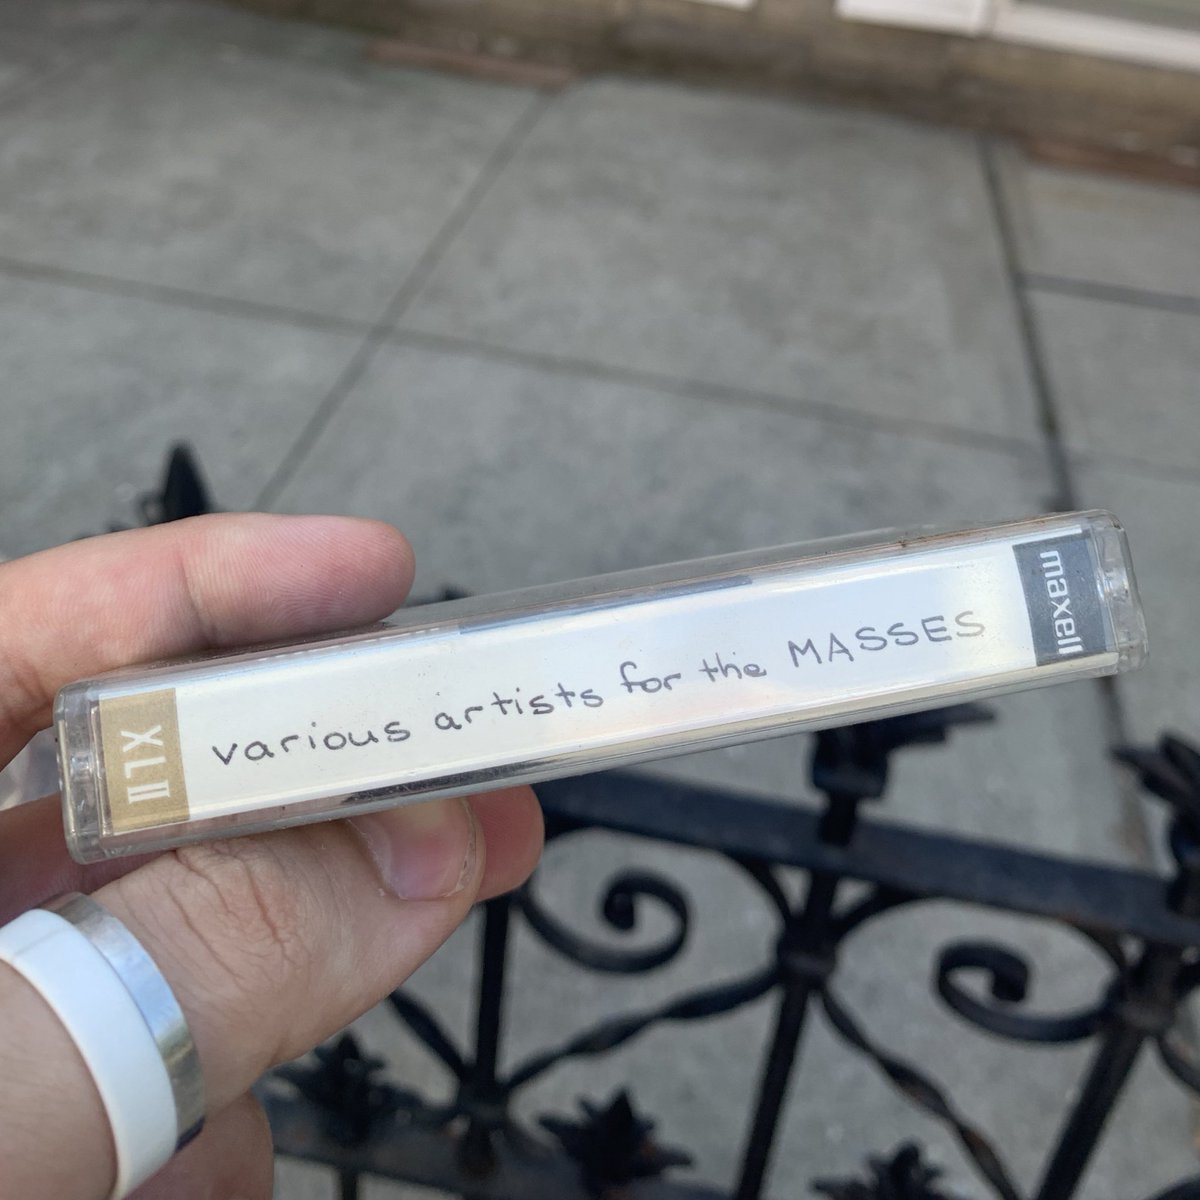 XLII
various artists for the MASSES
maxell